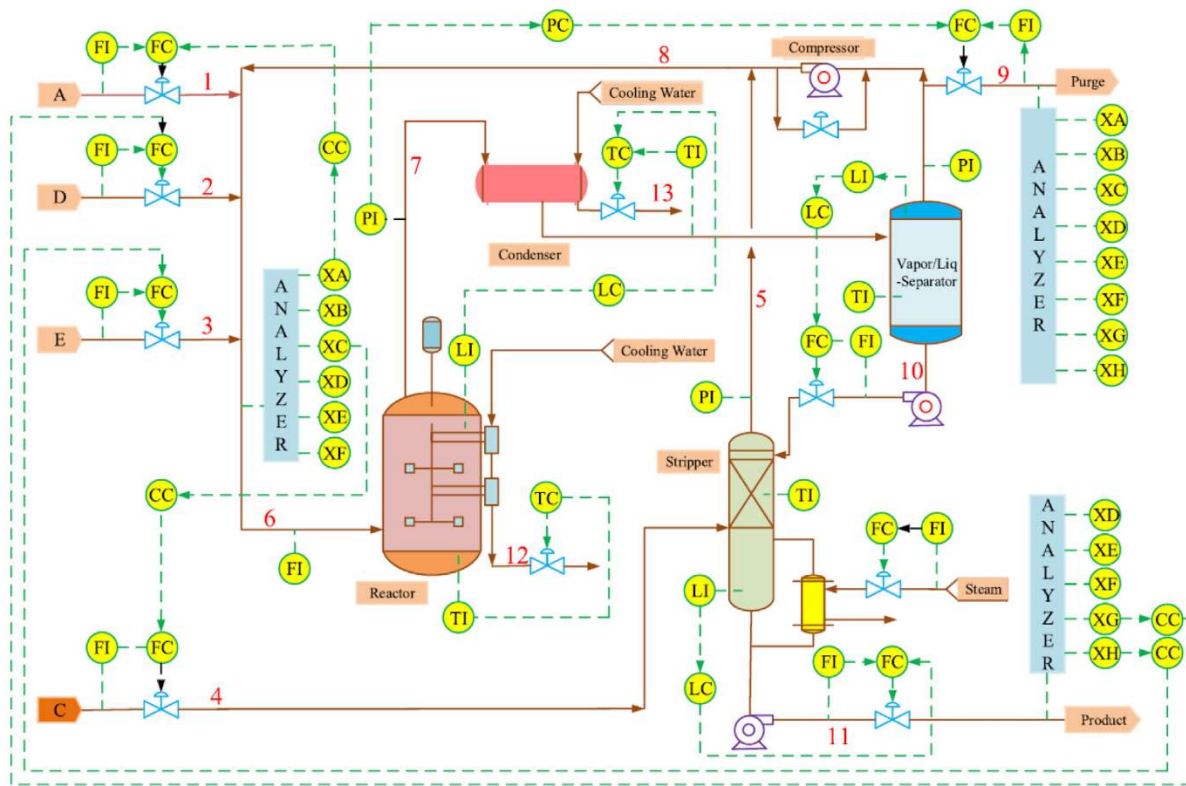 PC
FC
FI
FI
FC
8
Compressor
9
Purge
A
1
Cooling Water
XA
FI
FC
CC
7
TC
TI
PI
LI
XB
D
2
13
LC
XC
PI
Condenser
XD
ANALYZER
Vapor/Liq
-Separator
XE
FI
FC
XA
LC
5
TI
XF
XB
XG
E
3
XC
LI
Cooling Water
FC
FI
10
XH
ANALYZER
XD
PI
XE
XF
Stripper
TI
CC
TC
ANALYZER
XD
6
FC
FI
XE
FI
12
XF
Reactor
TI
LI
Steam
XG
CC
FI
FC
XH
CC
FI
FC
LC
C
4
11
Product